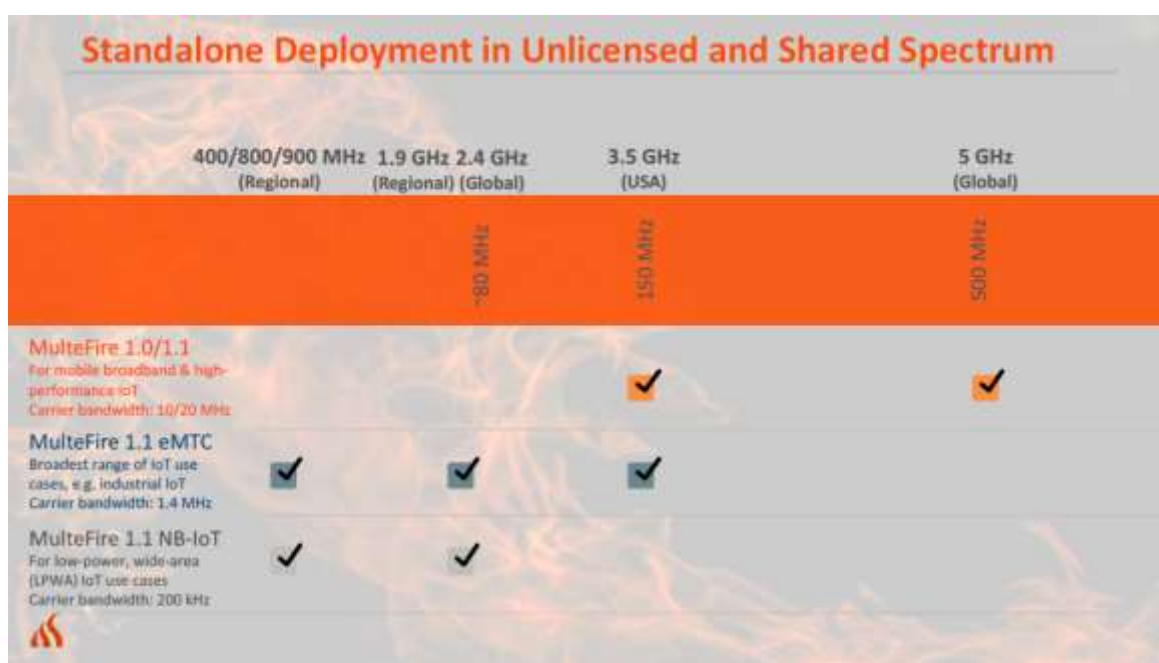 Standalone Deployment in Unlicensed and Shared Spectrum
400/800/900 MHz 1.9 GHz 2.4 GHz 3.5 GHz 5 GHz
(Regional) (Regional) (Global) (USA) (Global)
~80 MHz 150 MHz 500 MHz
MulteFire 1.0/1.1
For mobile broadband & high-
performance IoT
Carrier bandwidth: 10/20 MHz
MulteFire 1.1 eMTC
Broadest range of IoT use
cases, e.g. industrial IoT
Carrier bandwidth: 1.4 MHz
MulteFire 1.1 NB-IoT
For low-power, wide-area
(LPWA) IoT use cases
Carrier bandwidth: 200 kHz